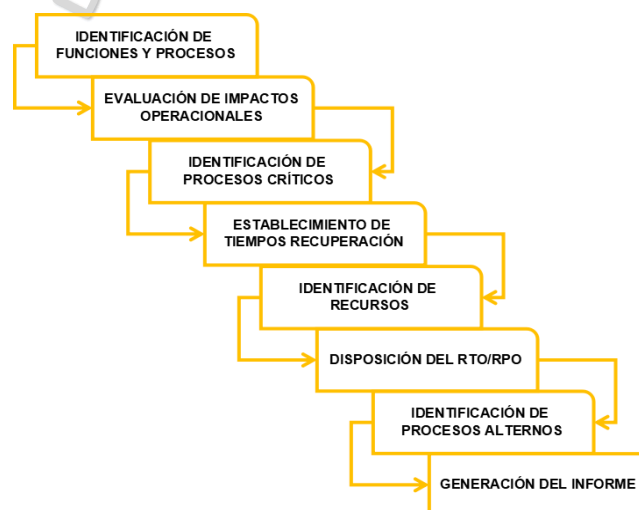 IDENTIFICACIÓN DE
FUNCIONES Y PROCESOS
EVALUACIÓN DE IMPACTOS
OPERACIONALES
IDENTIFICACIÓN DE
PROCESOS CRÍTICOS
ESTABLECIMIENTO DE
TIEMPOS RECUPERACIÓN
IDENTIFICACIÓN DE
RECURSOS
DISPOSICIÓN DEL RTO/RPO
IDENTIFICACIÓN DE
PROCESOS ALTERNOS
GENERACIÓN DEL INFORME